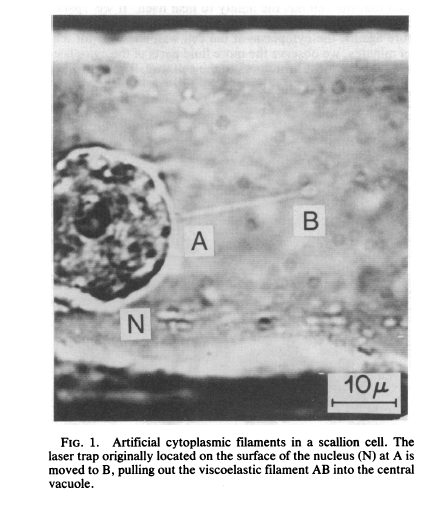 A
B
N
10μ
FIG. 1. Artificial cytoplasmic filaments in a scallion cell. The
laser trap originally located on the surface of the nucleus (N) at A is
moved to B, pulling out the viscoelastic filament AB into the central
vacuole.